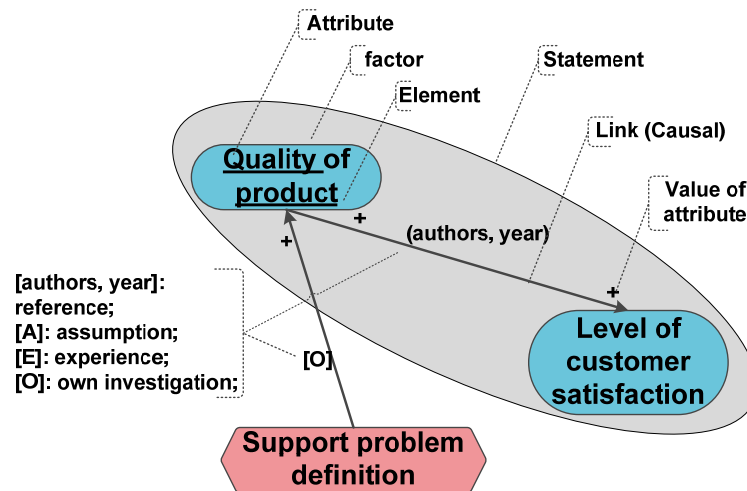 Attribute
factor
Element
Statement
Link (Causal)
Value of
attribute
Quality of
product
+
+
(authors, year)
+
[authors, year]:
reference;
[A]: assumption;
[E]: experience;
[O]: own investigation;
[O]
Level of
customer
satisfaction
Support problem
definition